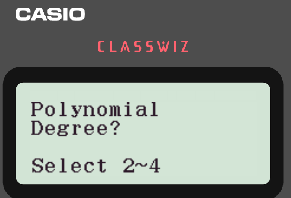 CASIO
CLASSWIZ
Polynomial
Degree?
Select 2~4